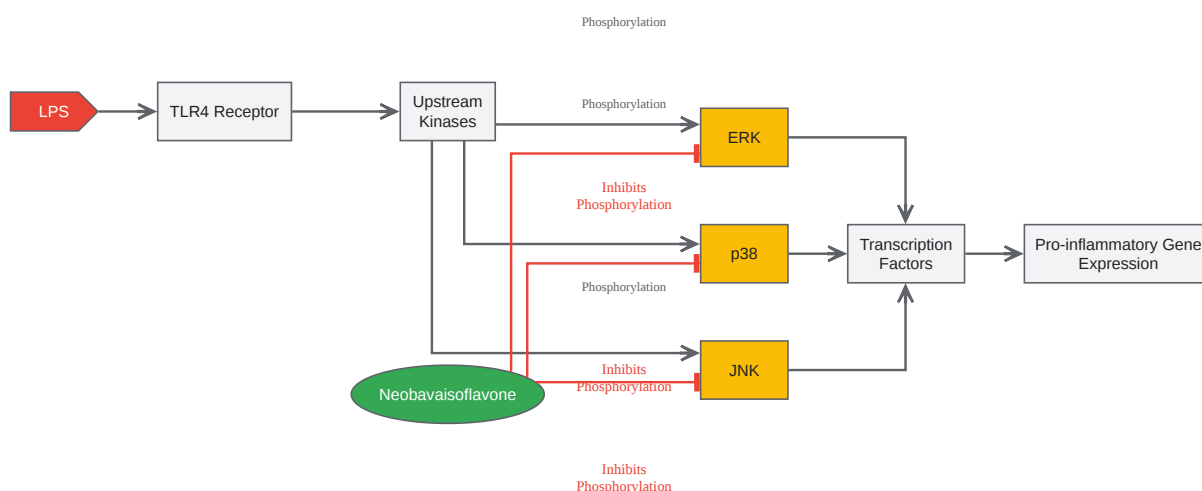 Phosphorylation
LPS
TLR4 Receptor
Upstream
Kinases
Phosphorylation
ERK
Inhibits
Phosphorylation
p38
Transcription
Factors
Pro-inflammatory Gene
Expression
Phosphorylation
JNK
Inhibits
Phosphorylation
Neobavaisoflavone
Inhibits
Phosphorylation